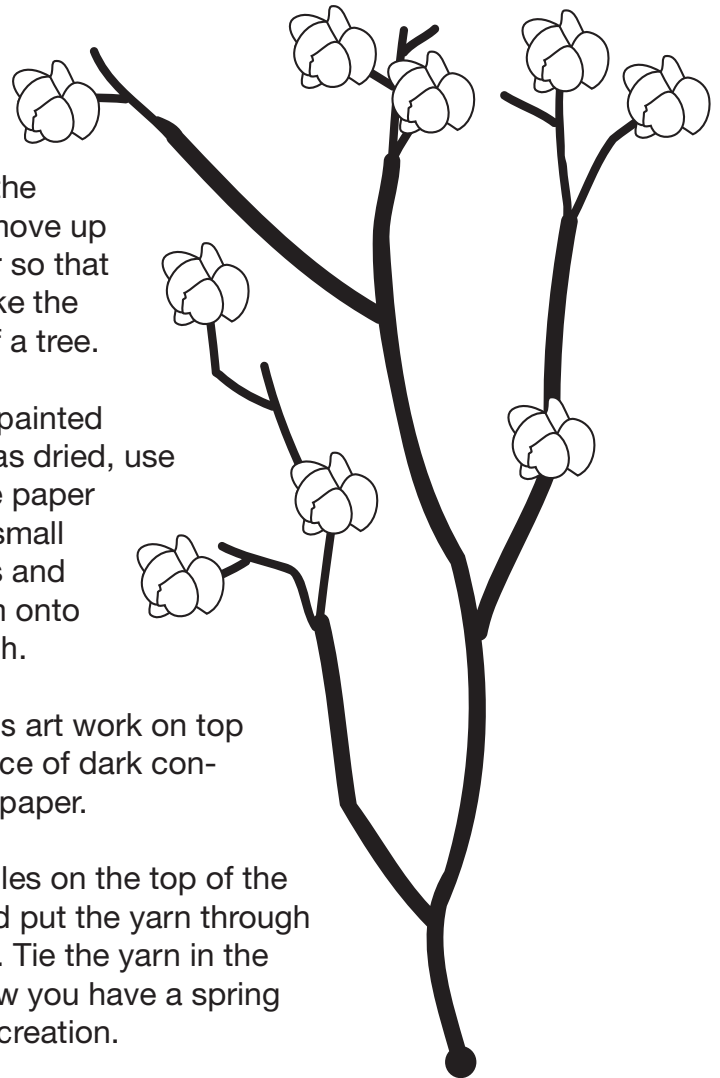 the
move up
so that
ke the
a tree.
painted
as dried, use
paper
small
s and
onto
h.
s art work on top
ce of dark con-
paper.
les on the top of the
d put the yarn through
. Tie the yarn in the
w you have a spring
creation.